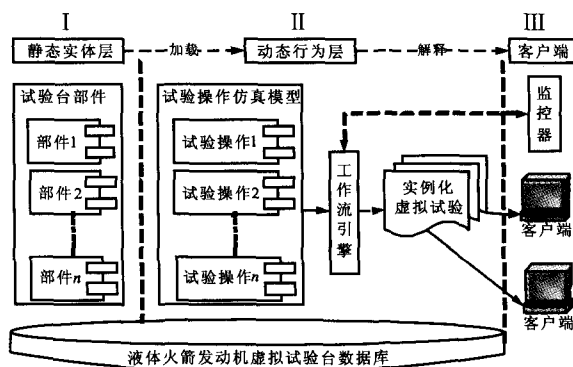 Ⅰ Ⅱ Ⅲ
静态实体层 加载 动态行为层 解释 客户端
试验台部件
部件1
部件2
部件n
试验操作仿真模型
试验操作1
试验操作2
试验操作n
工作流引擎
实例化
虚拟试验
监控器
客户端
客户端
液体火箭发动机虚拟试验台数据库